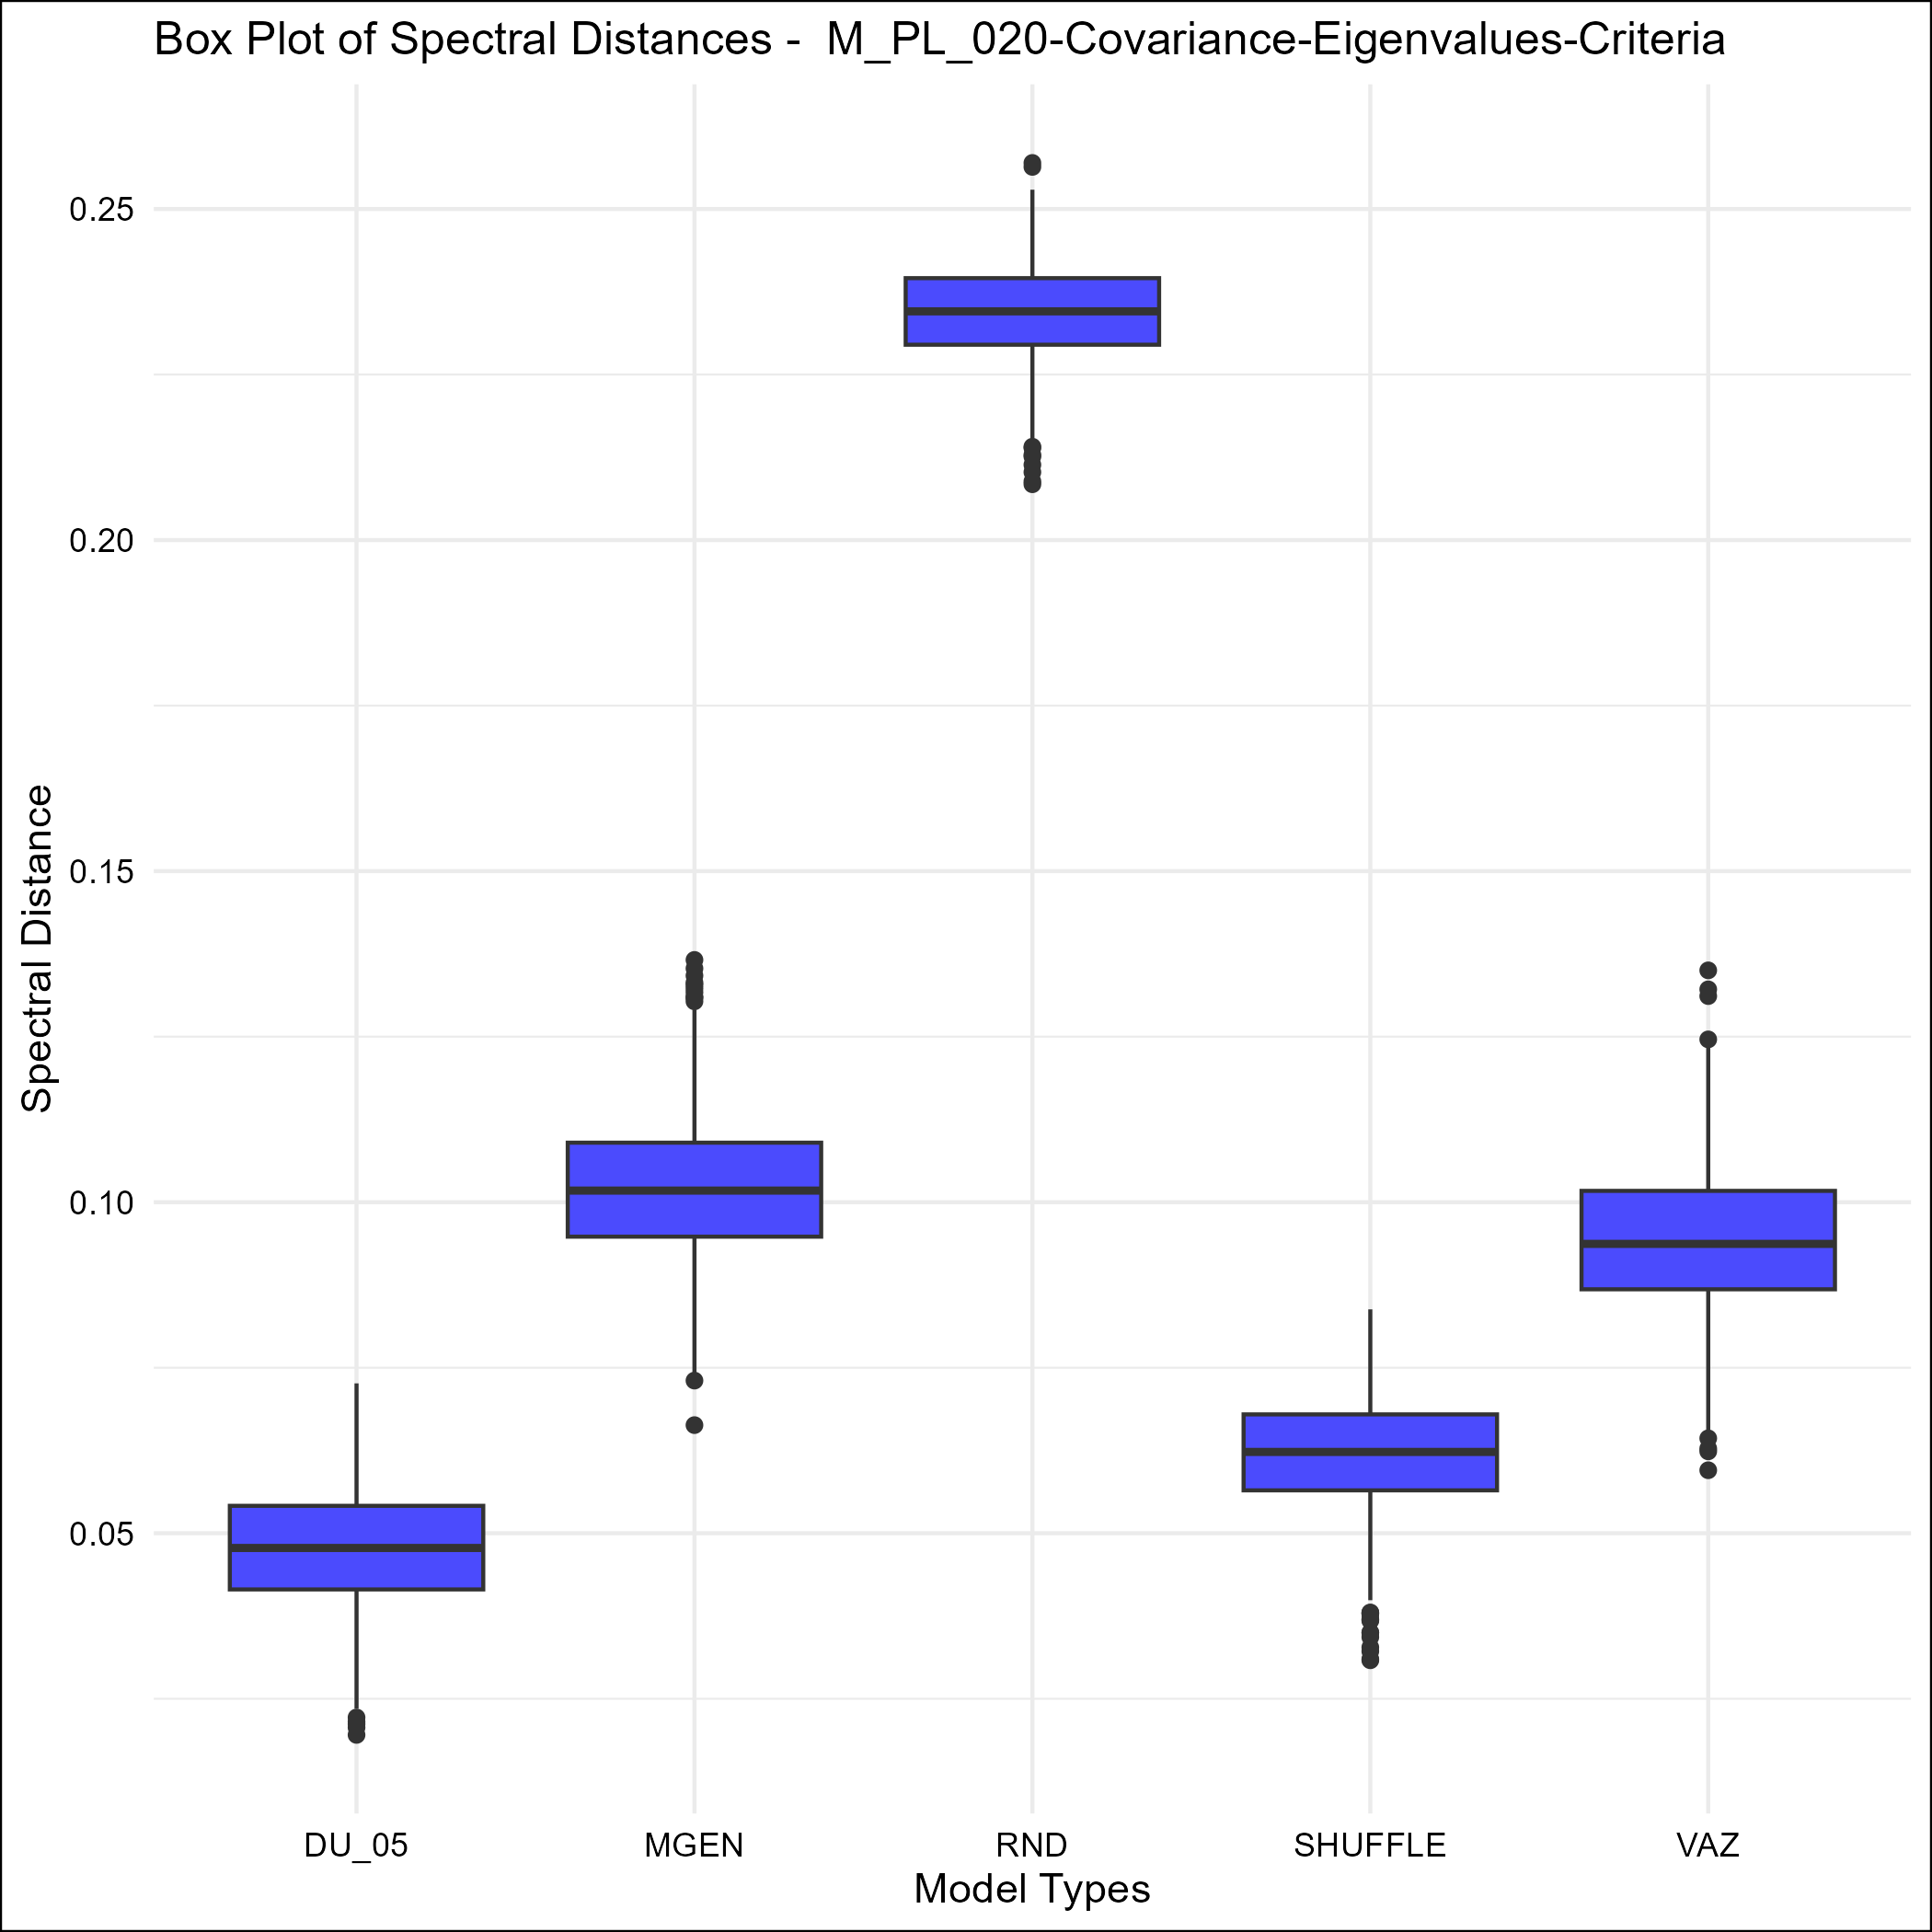 Box Plot of Spectral Distances -  M_PL_020-Covariance-Eigenvalues-Criteria
Spectral Distance
0.25
0.20
0.15
0.10
0.05
DU_05 MGEN RND SHUFFLE VAZ
Model Types